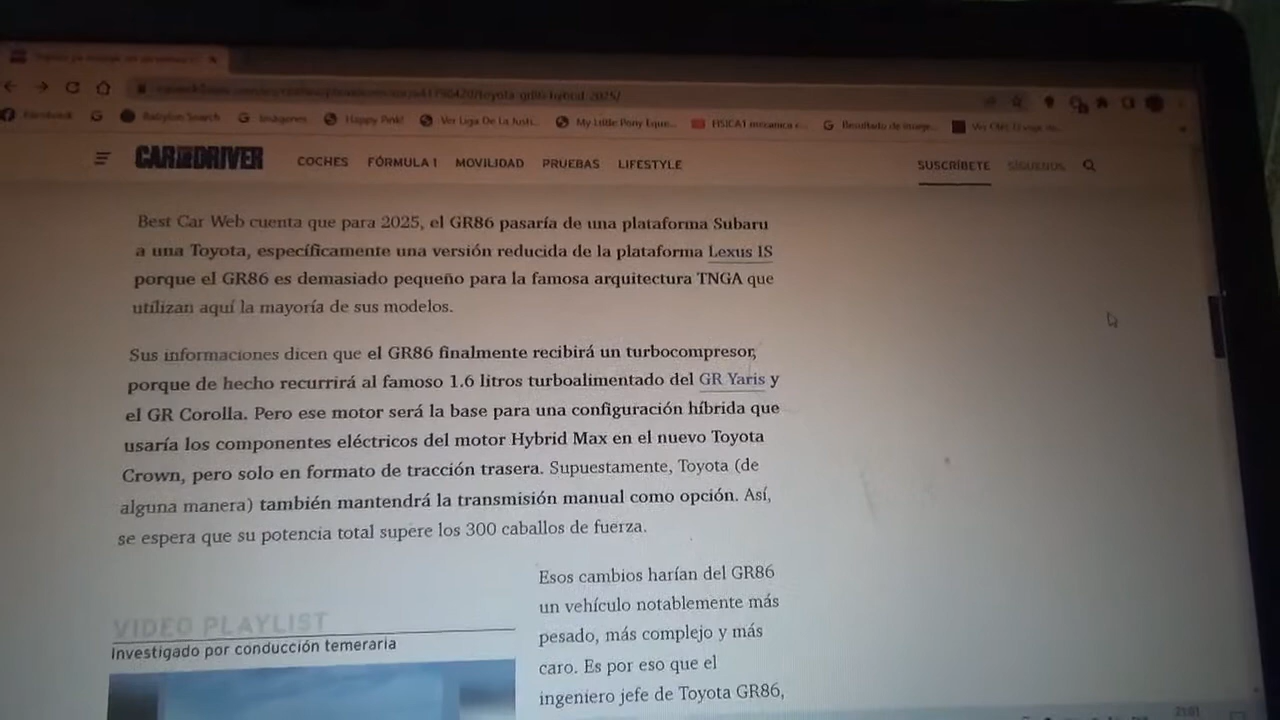 Facebook
G
Babylon Search
G Imágenes
Happy Pink!
Ver Liga De La Justi...
My Little Pony Eque...
FISICA1 mecanica c...
G Resultado de image...
CAR AND DRIVER
COCHES
FÓRMULA 1
MOVILIDAD
PRUEBAS
LIFESTYLE
SUSCRÍBETE
SÍGUENOS
Best Car Web cuenta que para 2025, el GR86 pasaría de una plataforma Subaru
a una Toyota, específicamente una versión reducida de la plataforma Lexus IS
porque el GR86 es demasiado pequeño para la famosa arquitectura TNGA que
utilizan aquí la mayoría de sus modelos.
Sus informaciones dicen que el GR86 finalmente recibirá un turbocompresor,
porque de hecho recurrirá al famoso 1.6 litros turboalimentado del GR Yaris y
el GR Corolla. Pero ese motor será la base para una configuración híbrida que
usaría los componentes eléctricos del motor Hybrid Max en el nuevo Toyota
Crown, pero solo en formato de tracción trasera. Supuestamente, Toyota (de
alguna manera) también mantendrá la transmisión manual como opción. Así,
se espera que su potencia total supere los 300 caballos de fuerza.
VIDEO PLAYLIST
Investigado por conducción temeraria
Esos cambios harían del GR86
un vehículo notablemente más
pesado, más complejo y más
caro. Es por eso que el
ingeniero jefe de Toyota GR86,
21:01